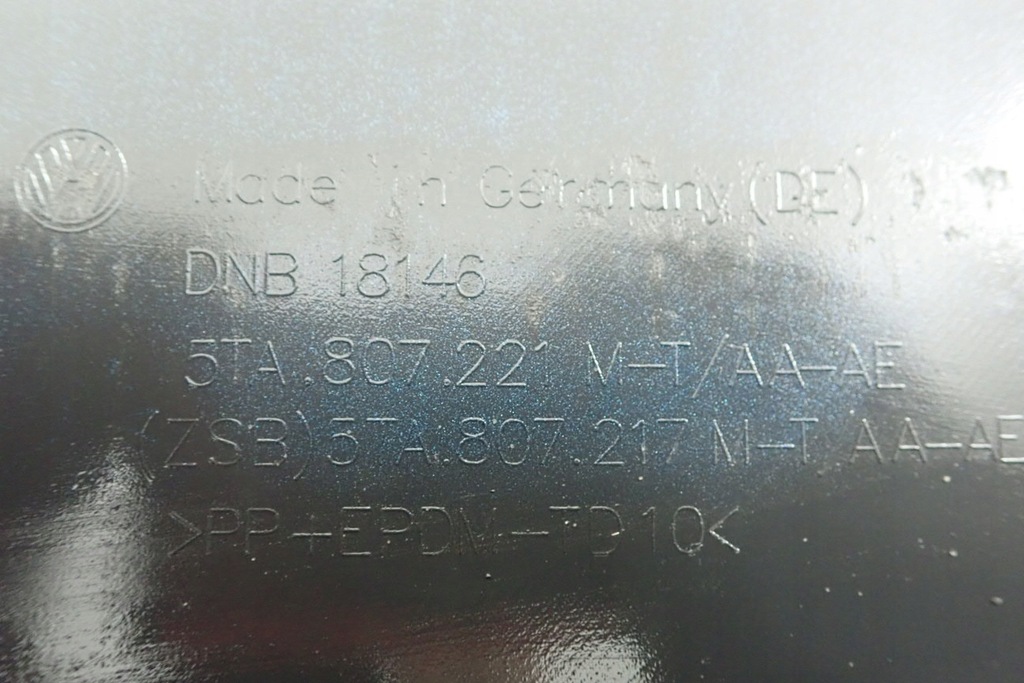 Made in Germany (DE)
DNB 18146
5TA.807.221 M-T/AA-AE
(ZSB) 5TA.807.217 M-T AA-AE
>PP+EPDM-TD10<